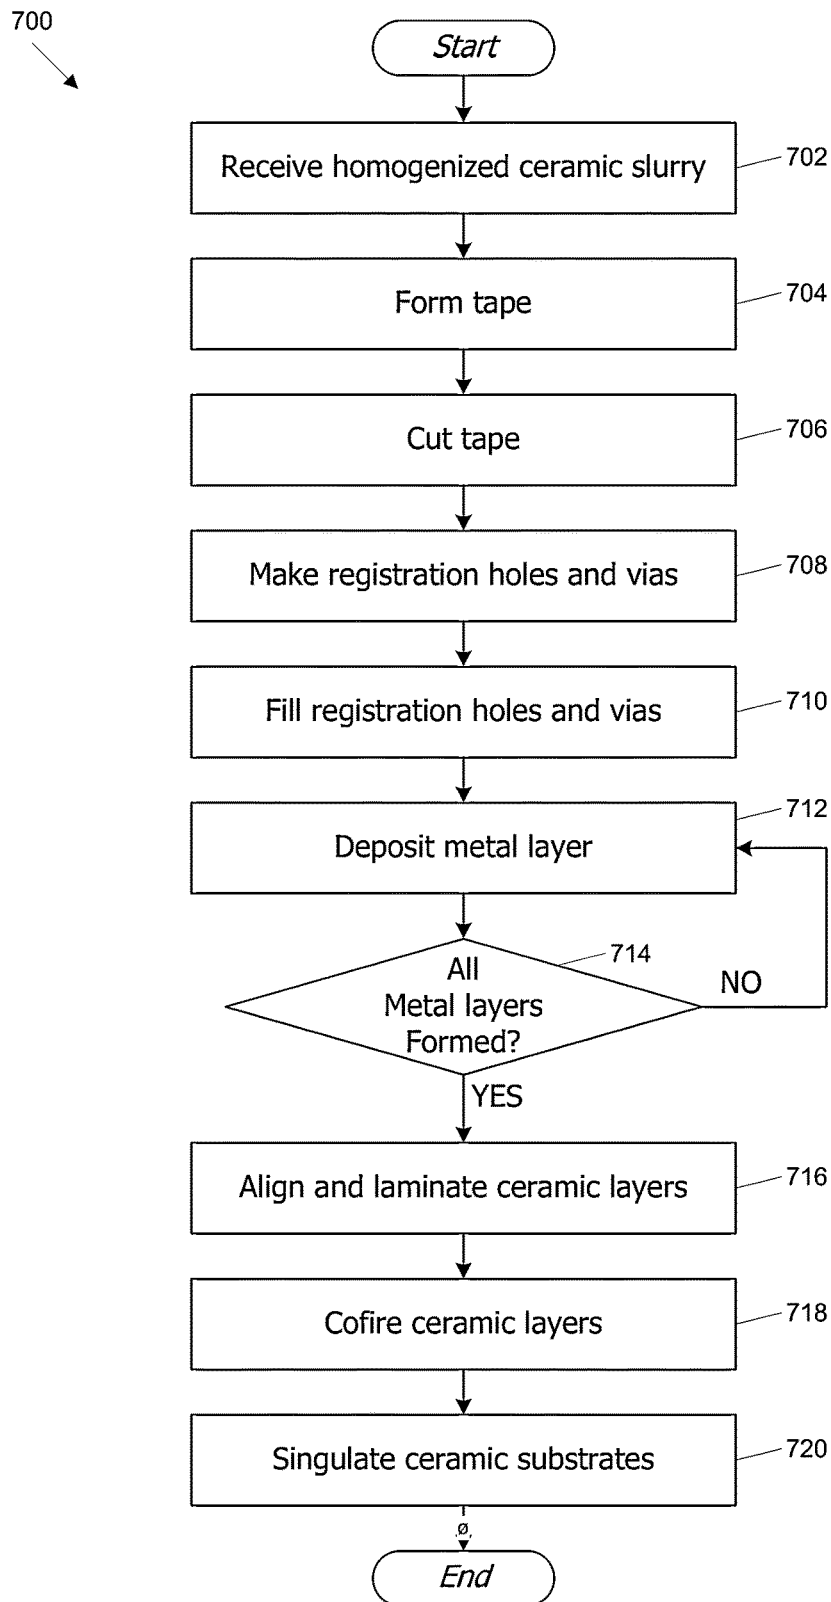 700
Start
Receive homogenized ceramic slurry
702
Form tape
704
Cut tape
706
Make registration holes and vias
708
Fill registration holes and vias
710
712
Deposit metal layer
714
All
Metal layers
Formed?
NO
YES
Align and laminate ceramic layers
716
Cofire ceramic layers
718
Singulate ceramic substrates
720
ø
End